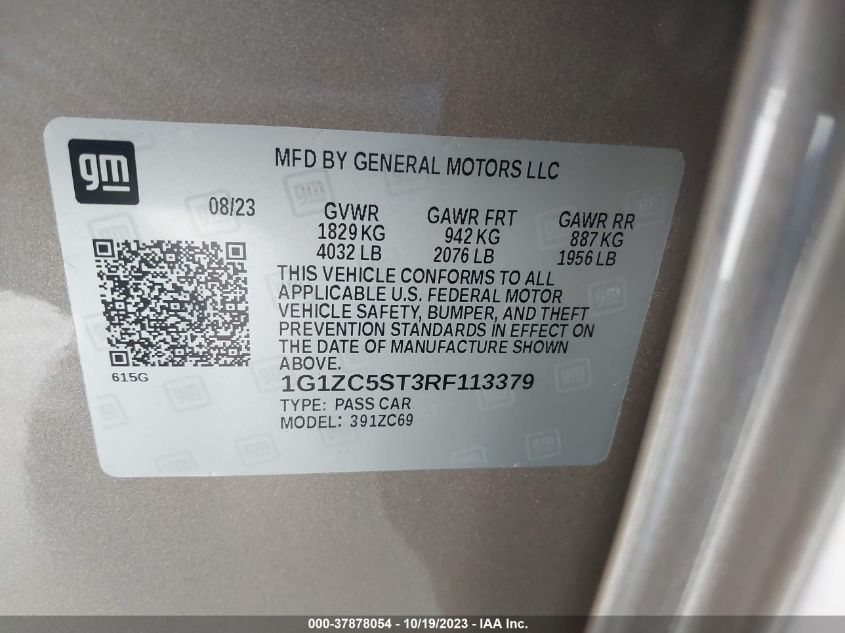 gm
MFD BY GENERAL MOTORS LLC
08/23
GVWR GAWR FRT GAWR RR
1829 KG 942 KG 887 KG
4032 LB 2076 LB 1956 LB
THIS VEHICLE CONFORMS TO ALL
APPLICABLE U.S. FEDERAL MOTOR
VEHICLE SAFETY, BUMPER, AND THEFT
PREVENTION STANDARDS IN EFFECT ON
THE DATE OF MANUFACTURE SHOWN
ABOVE.
615G
1G1ZC5ST3RF113379
TYPE: PASS CAR
MODEL: 391ZC69
000-37878054 - 10/19/2023 - IAA Inc.